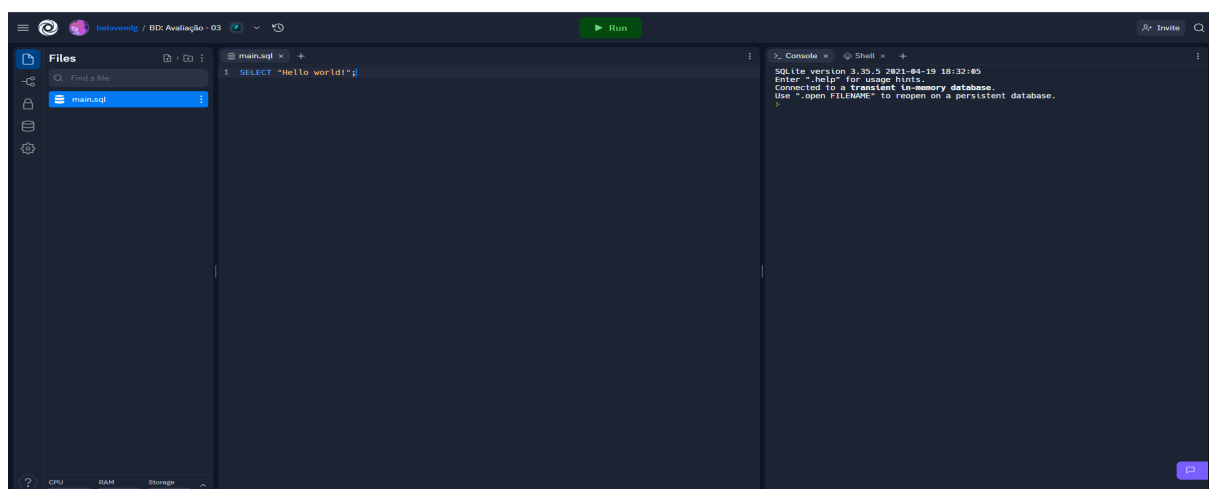 belovendg / BD: Avaliação - 03
Run
Invite
Files
Find a file
main.sql
main.sql × +
1 SELECT "Hello world!";
>_ Console × Shell × +
SQLite version 3.35.5 2021-04-19 18:32:05
Enter ".help" for usage hints.
Connected to a transient in-memory database.
Use ".open FILENAME" to reopen on a persistent database.
>
? CPU RAM Storage